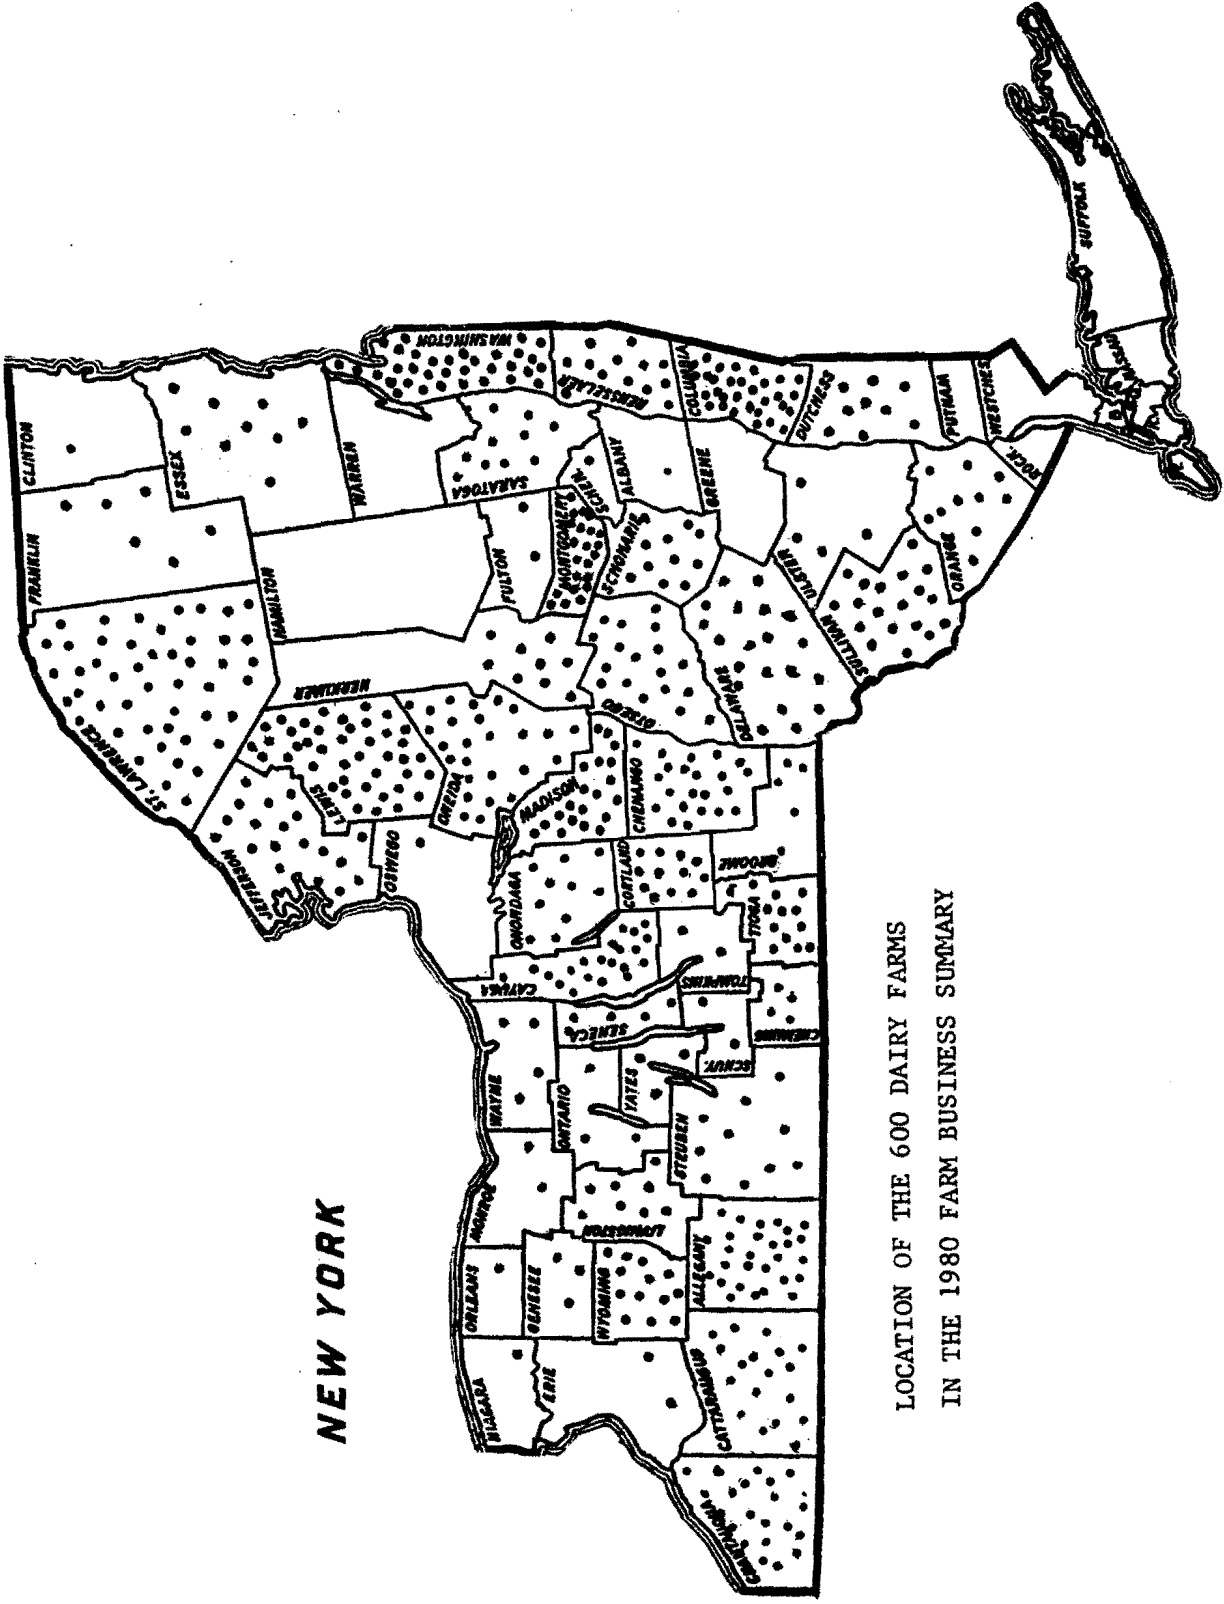 NEW YORK
CLINTON
FRANKLIN
ESSEX
ST. LAWRENCE
HAMILTON
WARREN
WASHINGTON
HERKIMER
JEFFERSON
LEWIS
OSWEGO
ONEIDA
FULTON
SARATOGA
MONTGOMERY
SCHEN.
RENSSELAER
ALBANY
SCHOHARIE
OTSEGO
MADISON
ONONDAGA
CAYUGA
WAYNE
MONROE
ORLEANS
NIAGARA
ERIE
GENESEE
WYOMING
LIVINGSTON
ONTARIO
YATES
SENECA
CORTLAND
CHENANGO
DELAWARE
GREENE
COLUMBIA
DUTCHESS
ULSTER
SULLIVAN
ORANGE
PUTNAM
WESTCHES
ROCK.
BROOME
TIOGA
TOMPKINS
SCHUY.
CHEMUNG
STEUBEN
ALLEGANY
CATTARAUGUS
CHAUTAUQUA
SUFFOLK
NASSAU
LOCATION OF THE 600 DAIRY FARMS
IN THE 1980 FARM BUSINESS SUMMARY